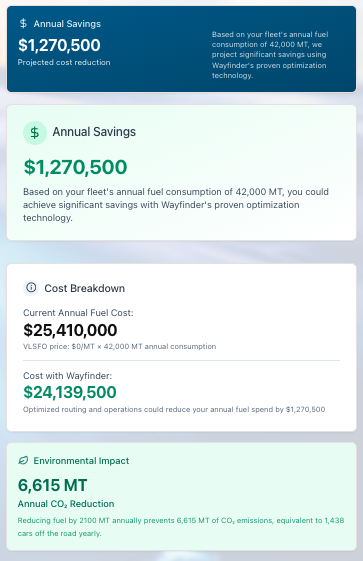 Annual Savings
$1,270,500
Projected cost reduction
Based on your fleet's annual fuel
consumption of 42,000 MT, we
project significant savings using
Wayfinder's proven optimization
technology.
Annual Savings
$1,270,500
Based on your fleet's annual fuel consumption of 42,000 MT, you could
achieve significant savings with Wayfinder's proven optimization
technology.
Cost Breakdown
Current Annual Fuel Cost:
$25,410,000
VLSFO price: $0/MT × 42,000 MT annual consumption
Cost with Wayfinder:
$24,139,500
Optimized routing and operations could reduce your annual fuel spend by $1,270,500
Environmental Impact
6,615 MT
Annual CO₂ Reduction
Reducing fuel by 2100 MT annually prevents 6,615 MT of CO₂ emissions, equivalent to 1,438
cars off the road yearly.